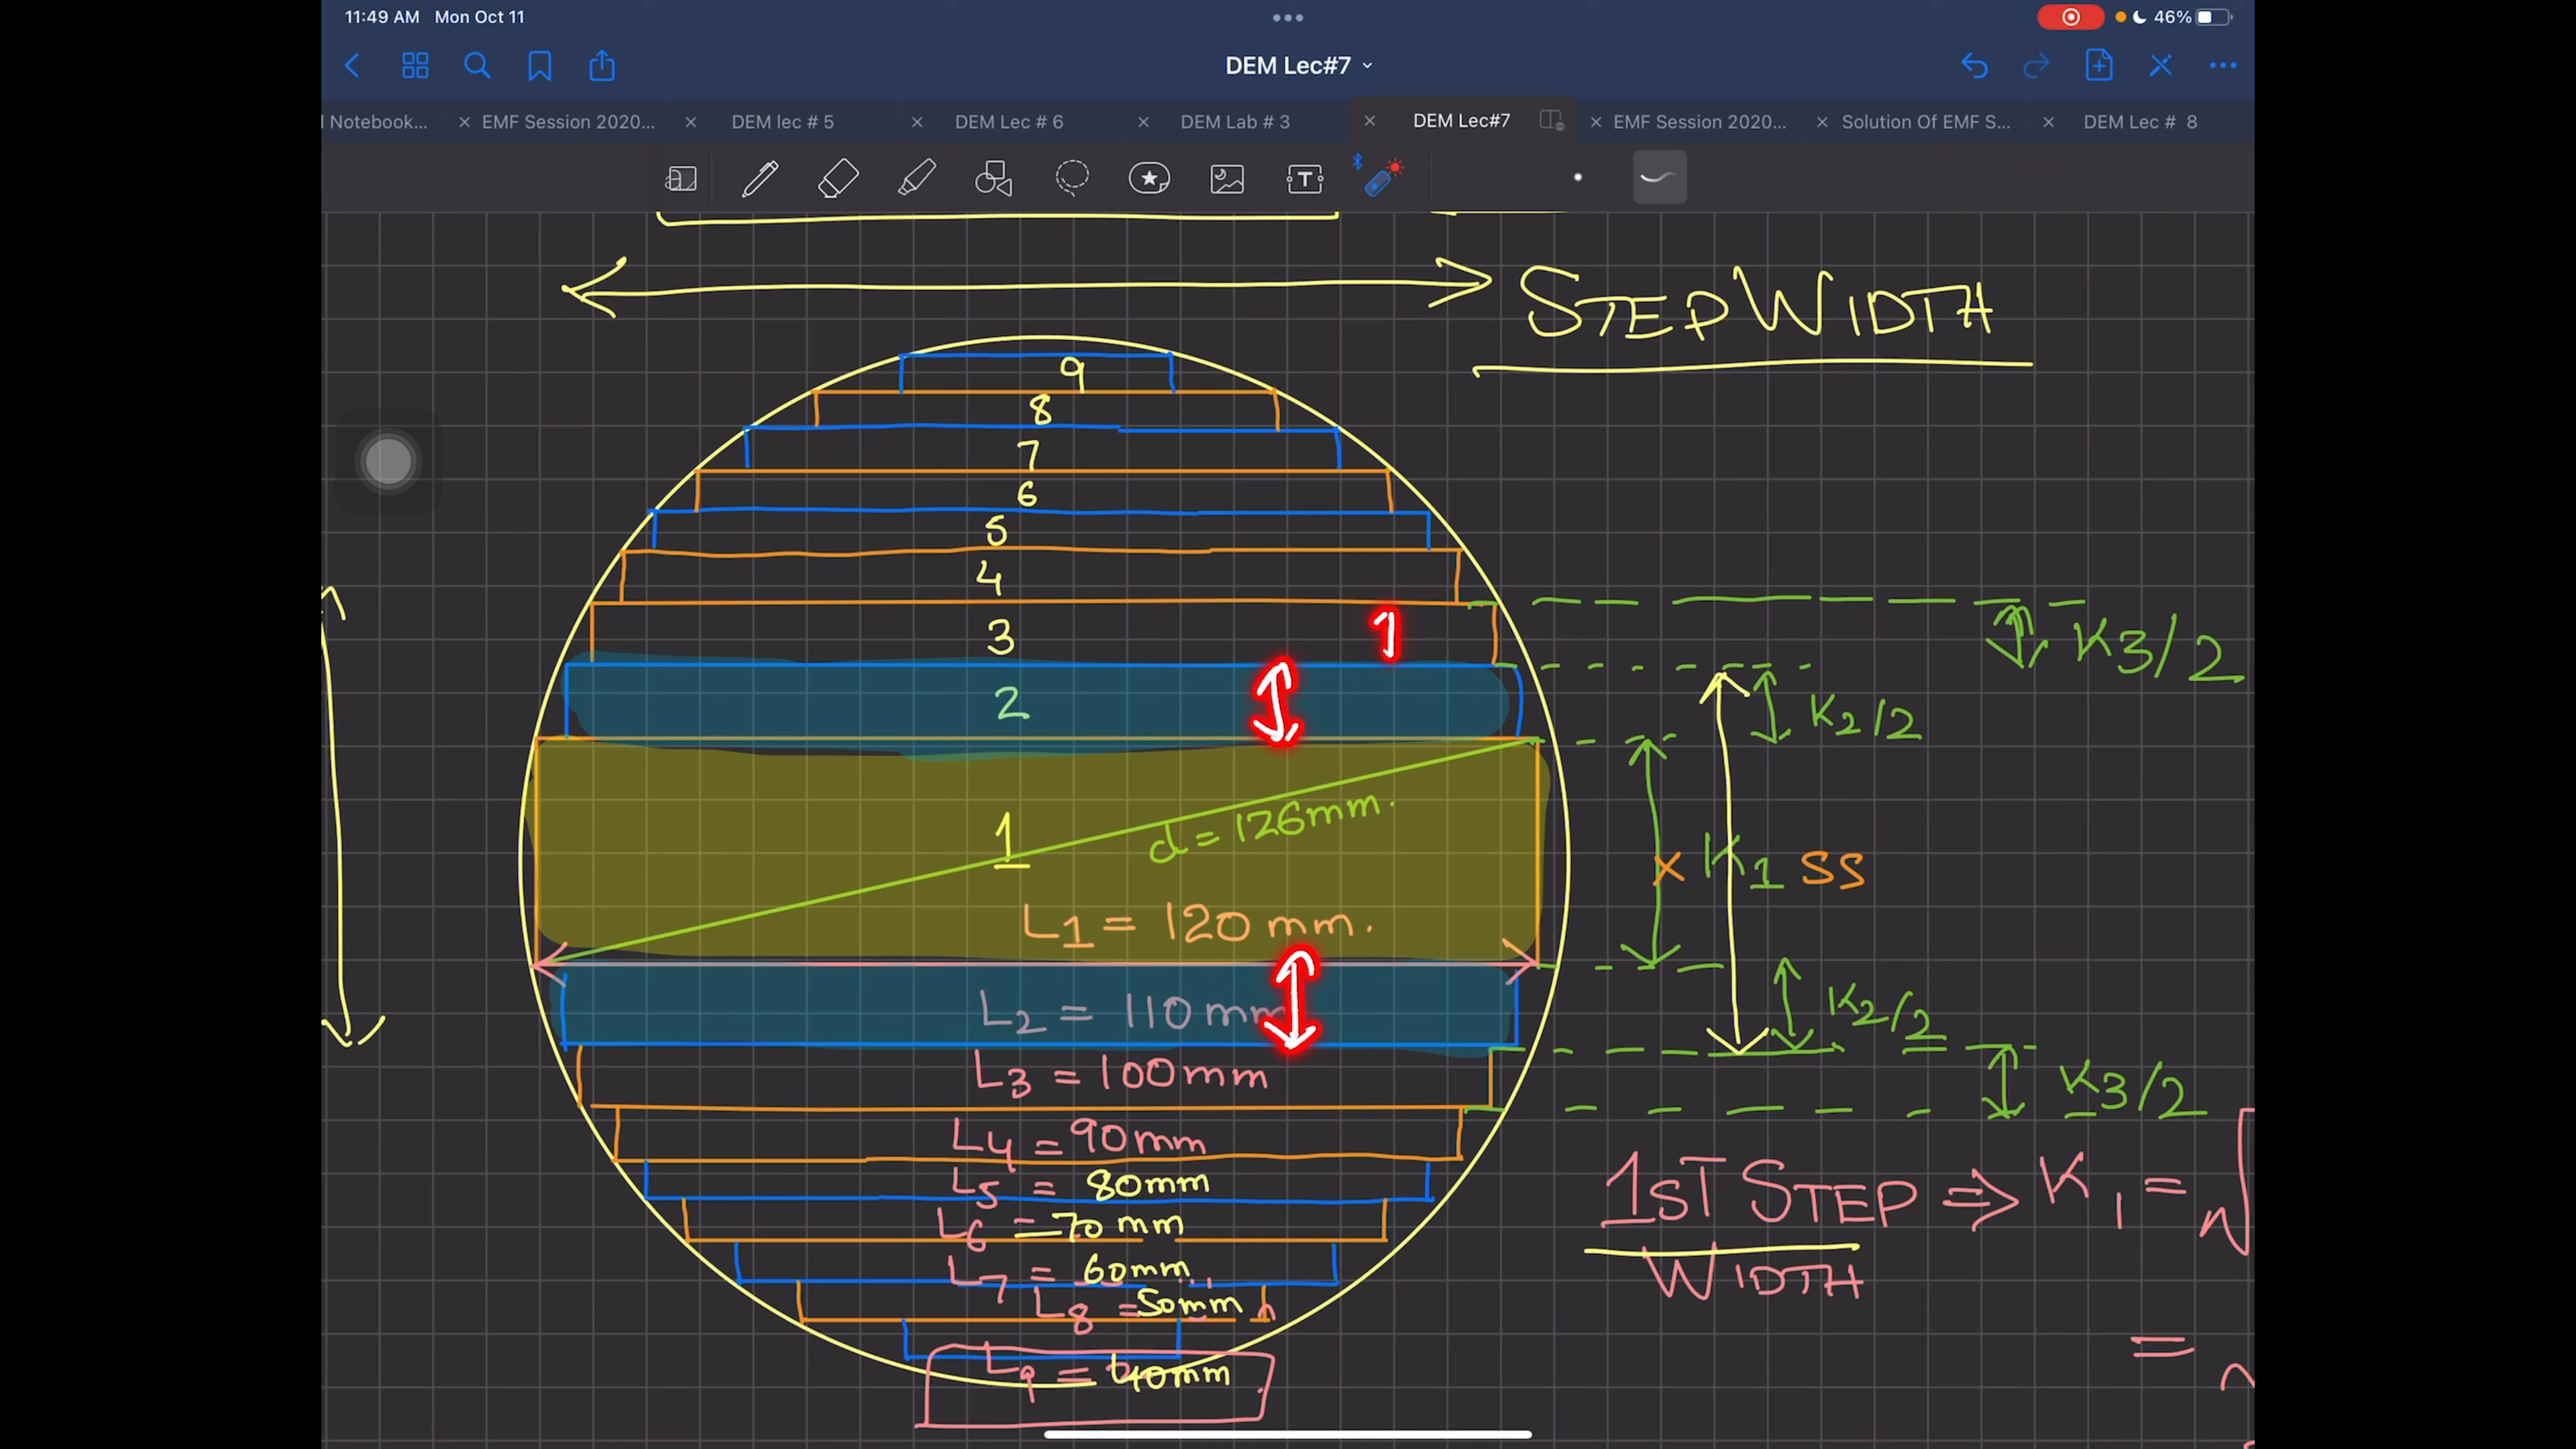 11:49 AM Mon Oct 11
46%
DEM Lec#7
l Notebook...
EMF Session 2020...
DEM lec # 5
DEM Lec # 6
DEM Lab # 3
DEM Lec#7
EMF Session 2020...
Solution Of EMF S...
DEM Lec # 8
STEP WIDTH
9
8
7
6
5
4
3
K3/2
2
K2/2
1
d = 126mm.
X K1 SS
L1 = 120 mm.
L2 = 110 mm
K2/2
L3 = 100mm
K3/2
L4 = 90mm
L5 = 80mm
1ST STEP ⇒ K1 = √
WIDTH
L6 = 70 mm
L7 = 60mm
L8 = 50mm
=
L9 = 40mm